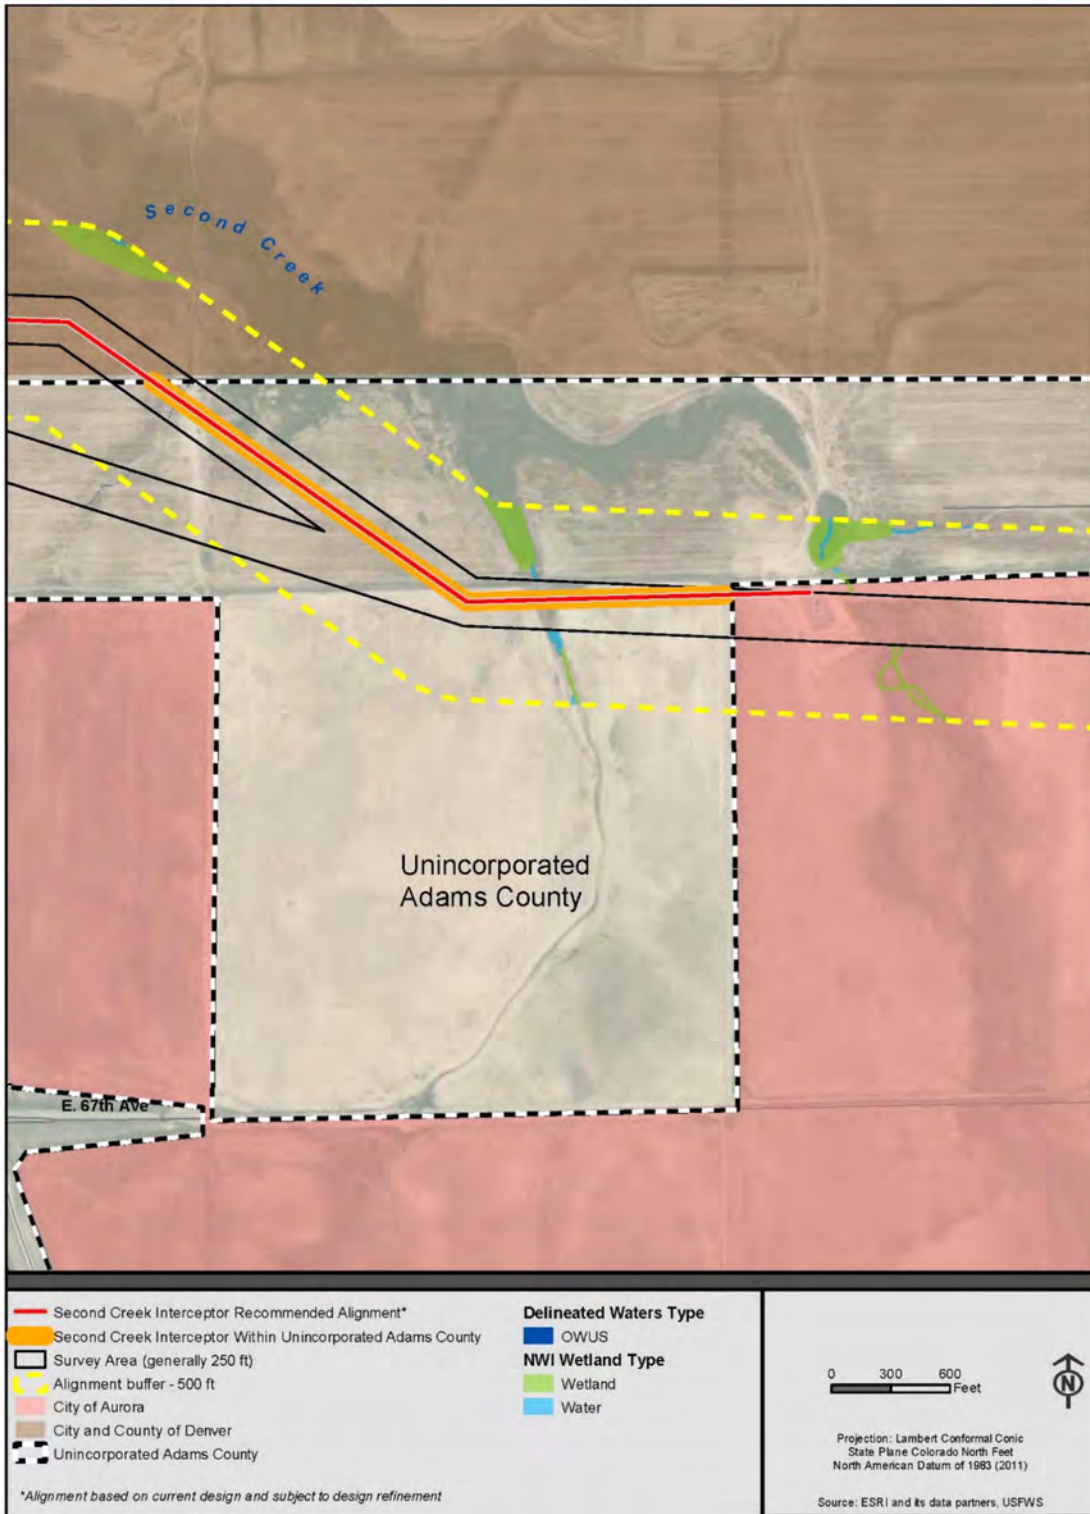 Second Creek
Unincorporated
Adams County
E. 67th Ave
Second Creek Interceptor Recommended Alignment*
Second Creek Interceptor Within Unincorporated Adams County
Survey Area (generally 250 ft)
Alignment buffer - 500 ft
City of Aurora
City and County of Denver
Unincorporated Adams County
*Alignment based on current design and subject to design refinement
Delineated Waters Type
OWUS
NWI Wetland Type
Wetland
Water
0 300 600
Feet
N
Projection: Lambert Conformal Conic
State Plane Colorado North Feet
North American Datum of 1983 (2011)
Source: ESRI and its data partners, USFWS